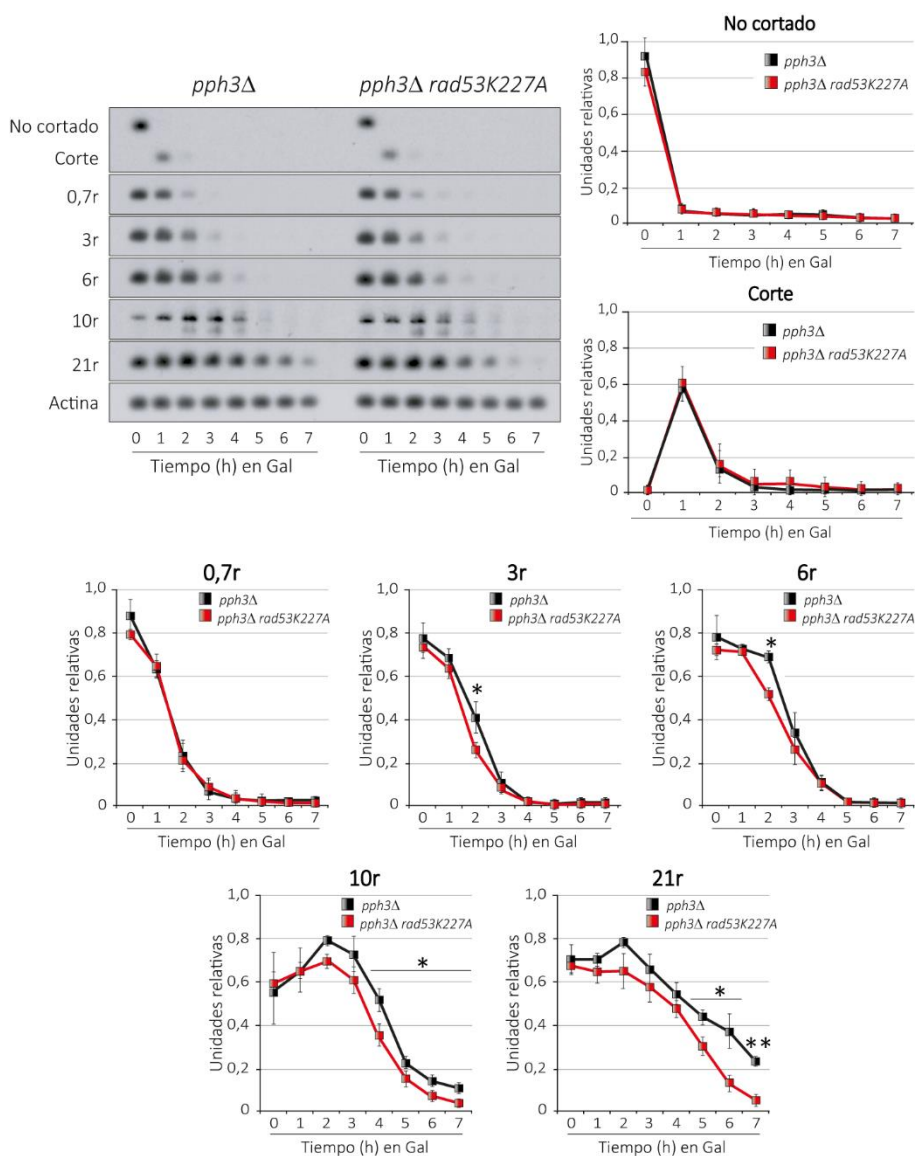 pph3Δ pph3Δ rad53K227A
No cortado
Corte
0,7r
3r
6r
10r
21r
Actina
0 1 2 3 4 5 6 7 0 1 2 3 4 5 6 7
Tiempo (h) en Gal Tiempo (h) en Gal
No cortado
Unidades relativas
1,0
0,8
0,6
0,4
0,2
0
pph3Δ
pph3Δ rad53K227A
0 1 2 3 4 5 6 7
Tiempo (h) en Gal
Corte
Unidades relativas
1,0
0,8
0,6
0,4
0,2
0
pph3Δ
pph3Δ rad53K227A
0 1 2 3 4 5 6 7
Tiempo (h) en Gal
0,7r
Unidades relativas
1,0
0,8
0,6
0,4
0,2
0
pph3Δ
pph3Δ rad53K227A
0 1 2 3 4 5 6 7
Tiempo (h) en Gal
3r
Unidades relativas
1,0
0,8
0,6
0,4
0,2
0
pph3Δ
pph3Δ rad53K227A
*
0 1 2 3 4 5 6 7
Tiempo (h) en Gal
6r
Unidades relativas
1,0
0,8
0,6
0,4
0,2
0
pph3Δ
pph3Δ rad53K227A
*
0 1 2 3 4 5 6 7
Tiempo (h) en Gal
10r
Unidades relativas
1,0
0,8
0,6
0,4
0,2
0
pph3Δ
pph3Δ rad53K227A
*
0 1 2 3 4 5 6 7
Tiempo (h) en Gal
21r
Unidades relativas
1,0
0,8
0,6
0,4
0,2
0
pph3Δ
pph3Δ rad53K227A
*
**
0 1 2 3 4 5 6 7
Tiempo (h) en Gal